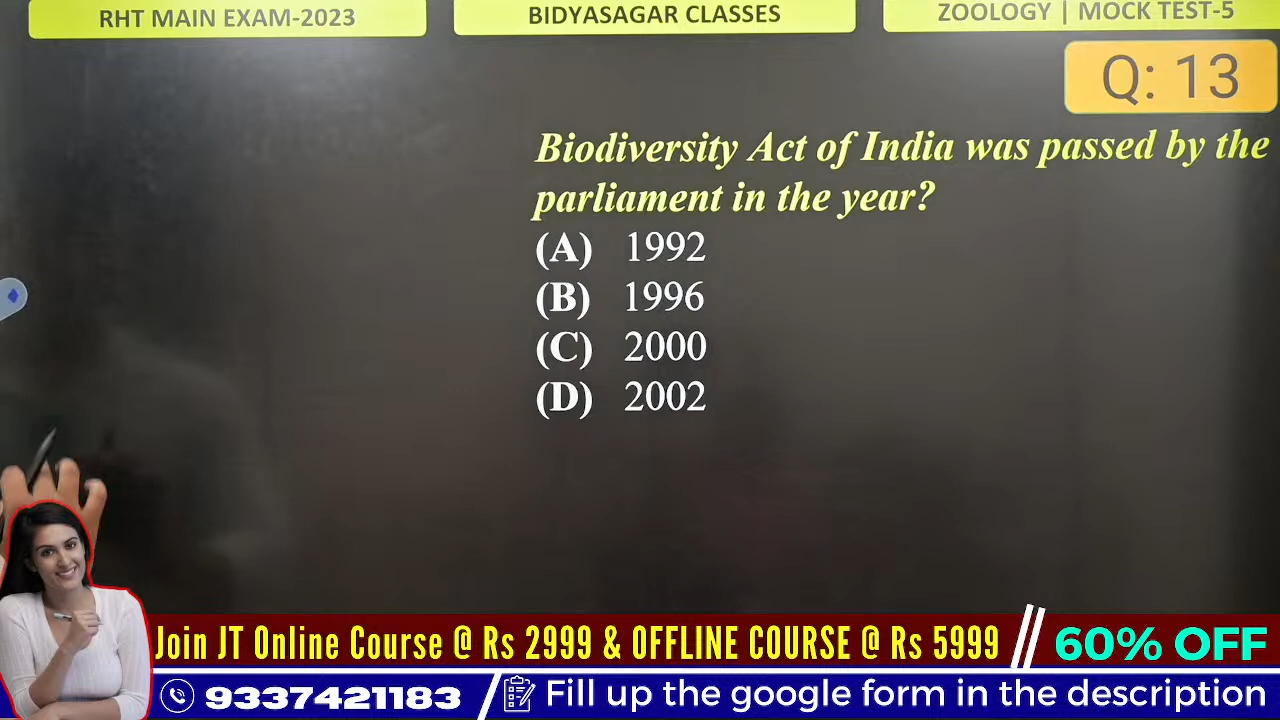 RHT MAIN EXAM-2023
BIDYASAGAR CLASSES
ZOOLOGY | MOCK TEST-5
Q: 13
Biodiversity Act of India was passed by the
parliament in the year?
(A) 1992
(B) 1996
(C) 2000
(D) 2002
Join JT Online Course @ Rs 2999 & OFFLINE COURSE @ Rs 5999
60% OFF
9337421183
Fill up the google form in the description